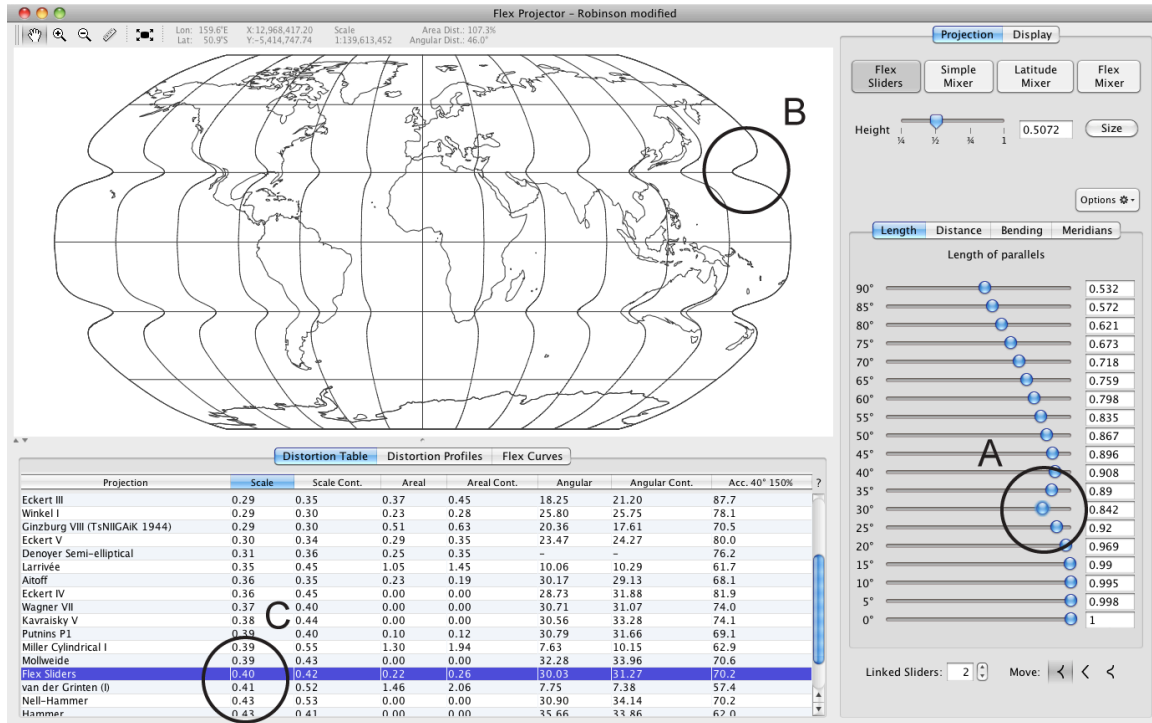 Flex Projector – Robinson modified
Lon: 159.6°E X:12,968,417.20 Scale Area Dist.: 107.3%
Lat: 50.9°S Y:-5,414,747.74 1:139,613,452 Angular Dist.: 46.0°
Projection Display
Flex Sliders Simple Mixer Latitude Mixer Flex Mixer
Height ¼ ½ ¾ 1 0.5072 Size
Options
Length Distance Bending Meridians
Length of parallels
90° 0.532
85° 0.572
80° 0.621
75° 0.673
70° 0.718
65° 0.759
60° 0.798
55° 0.835
50° 0.867
45° 0.896
40° 0.908
35° 0.89
30° 0.842
25° 0.92
20° 0.969
15° 0.99
10° 0.995
5° 0.998
0° 1
Linked Sliders: 2 Move:
A
B
C
Distortion Table Distortion Profiles Flex Curves
Projection Scale Scale Cont. Areal Areal Cont. Angular Angular Cont. Acc. 40° 150% ?
Eckert III 0.29 0.35 0.37 0.45 18.25 21.20 87.7
Winkel I 0.29 0.30 0.23 0.28 25.80 25.75 78.1
Ginzburg VIII (TsNIIGAiK 1944) 0.29 0.30 0.51 0.63 20.36 17.61 70.5
Eckert V 0.30 0.34 0.29 0.35 23.47 24.27 80.0
Denoyer Semi-elliptical 0.31 0.36 0.25 0.35 – – 76.2
Larrivée 0.35 0.45 1.05 1.45 10.06 10.29 61.7
Aitoff 0.36 0.35 0.23 0.19 30.17 29.13 68.1
Eckert IV 0.36 0.45 0.00 0.00 28.73 31.88 81.9
Wagner VII 0.37 0.40 0.00 0.00 30.71 31.07 74.0
Kavraisky V 0.38 0.44 0.00 0.00 30.56 33.28 74.1
Putnins P1 0.39 0.40 0.10 0.12 30.79 31.66 69.1
Miller Cylindrical I 0.39 0.55 1.30 1.94 7.63 10.15 62.9
Mollweide 0.39 0.43 0.00 0.00 32.28 33.96 70.6
Flex Sliders 0.40 0.42 0.22 0.26 30.03 31.27 70.2
van der Grinten (I) 0.41 0.52 1.46 2.06 7.75 7.38 57.4
Nell-Hammer 0.43 0.53 0.00 0.00 30.90 34.14 70.2
Hammer 0.43 0.41 0.00 0.00 35.66 33.86 62.0